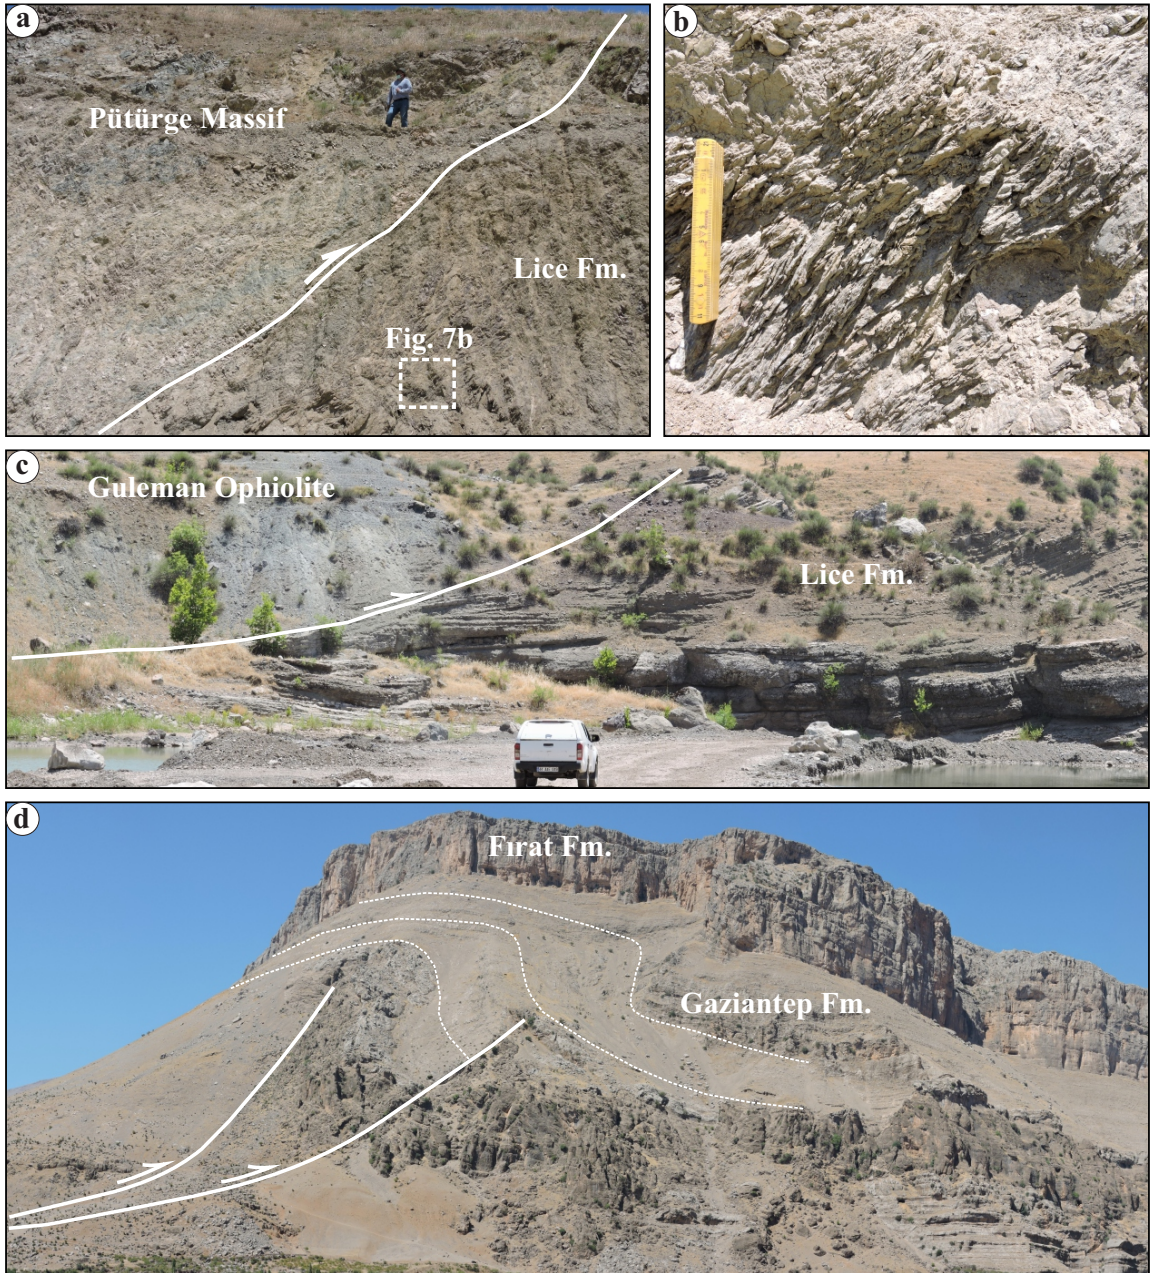 a
Pütürge Massif
Lice Fm.
Fig. 7b
b
c
Guleman Ophiolite
Lice Fm.
d
Fırat Fm.
Gaziantep Fm.